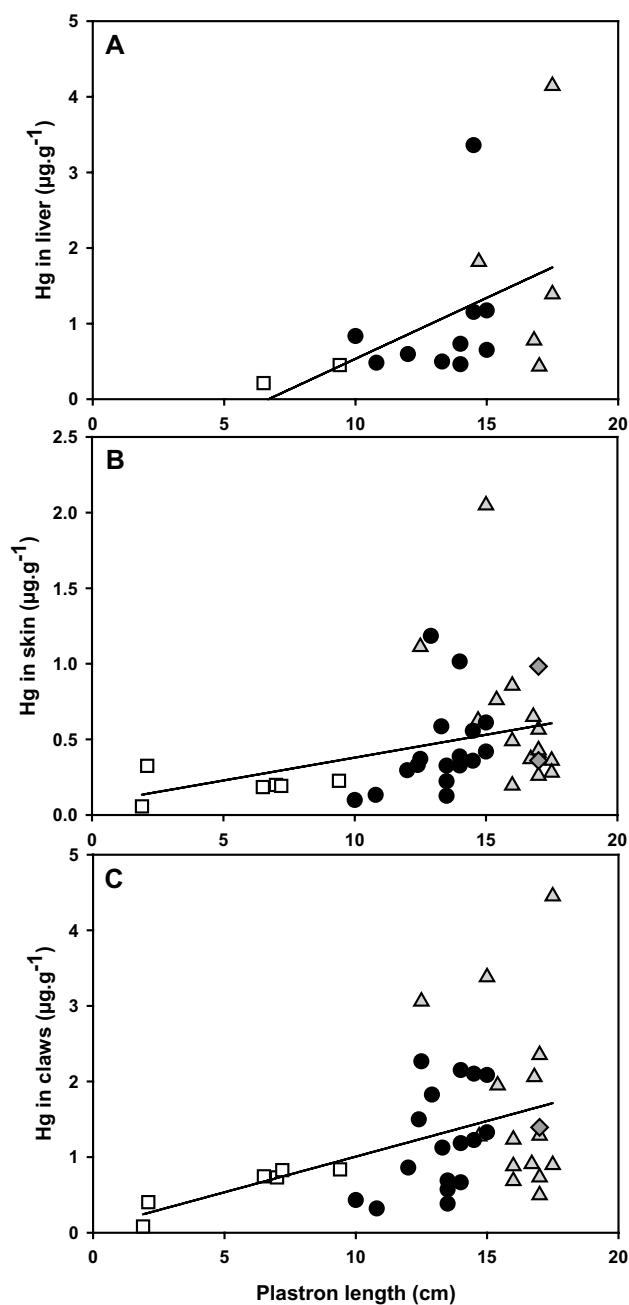 A
Hg in liver (µg.g-1)
5
4
3
2
1
0
0 5 10 15 20
B
Hg in skin (µg.g-1)
2.5
2.0
1.5
1.0
0.5
0.0
0 5 10 15 20
C
Hg in claws (µg.g-1)
5
4
3
2
1
0
0 5 10 15 20
Plastron length (cm)